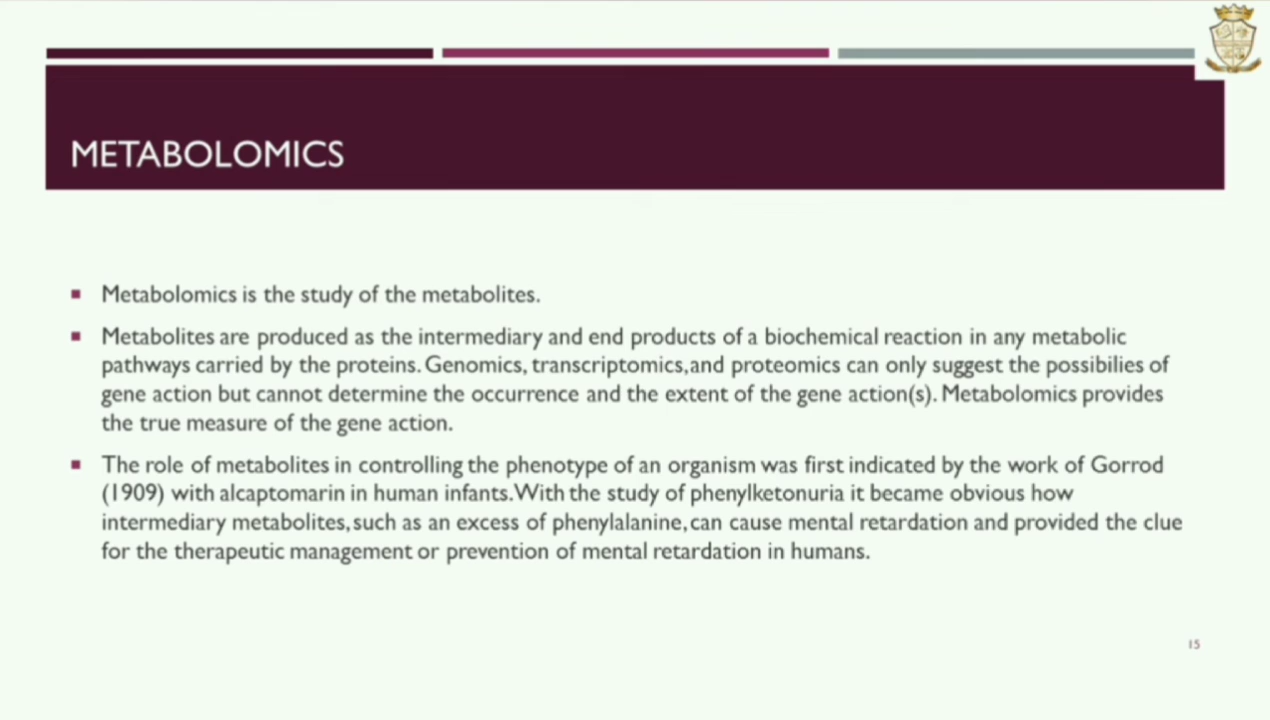 METABOLOMICS
Metabolomics is the study of the metabolites.
Metabolites are produced as the intermediary and end products of a biochemical reaction in any metabolic
pathways carried by the proteins. Genomics, transcriptomics,and proteomics can only suggest the possibilies of
gene action but cannot determine the occurrence and the extent of the gene action(s). Metabolomics provides
the true measure of the gene action.
The role of metabolites in controlling the phenotype of an organism was first indicated by the work of Gorrod
(1909) with alcaptomarin in human infants.With the study of phenylketonuria it became obvious how
intermediary metabolites,such as an excess of phenylalanine,can cause mental retardation and provided the clue
for the therapeutic management or prevention of mental retardation in humans.
15